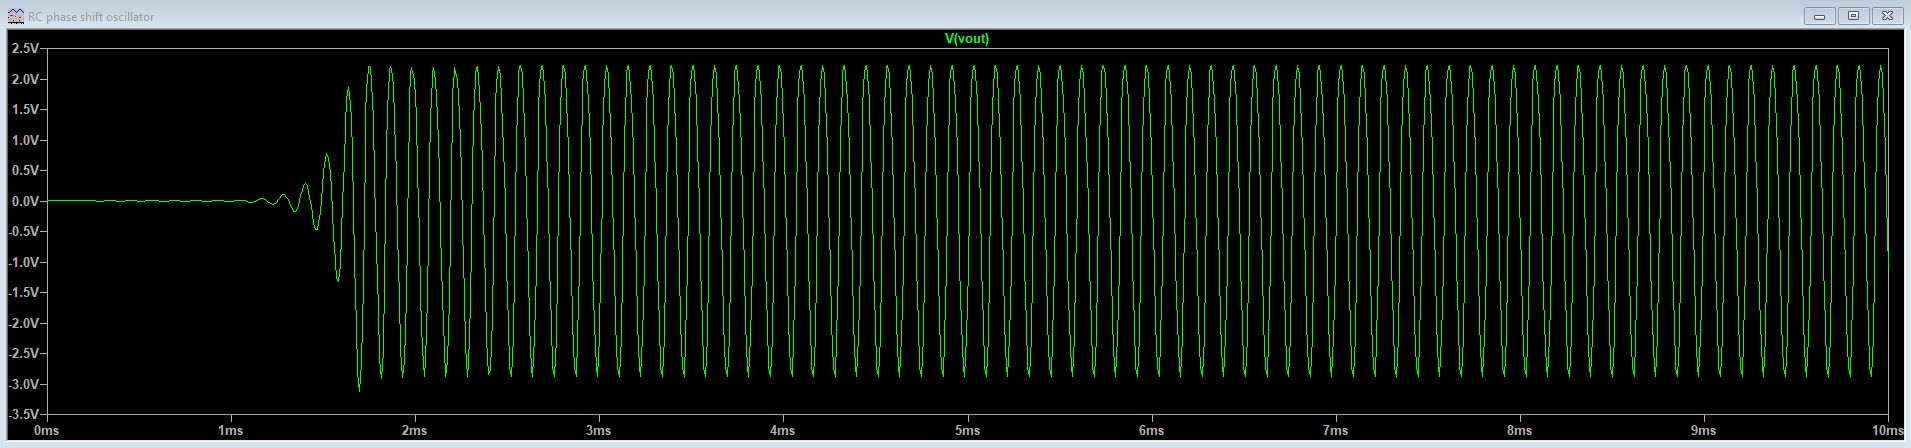 RC phase shift oscillator
V(vout)
2.5V
2.0V
1.5V
1.0V
0.5V
0.0V
-0.5V
-1.0V
-1.5V
-2.0V
-2.5V
-3.0V
-3.5V
0ms 1ms 2ms 3ms 4ms 5ms 6ms 7ms 8ms 9ms 10ms